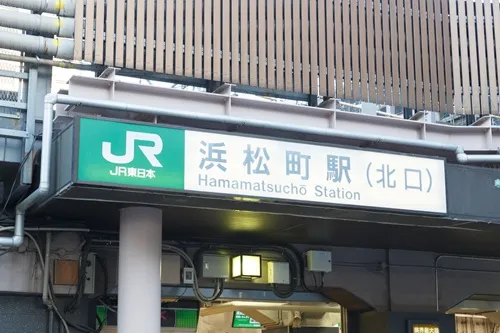 JR
JR東日本
浜松町駅(北口)
Hamamatsuchō Station